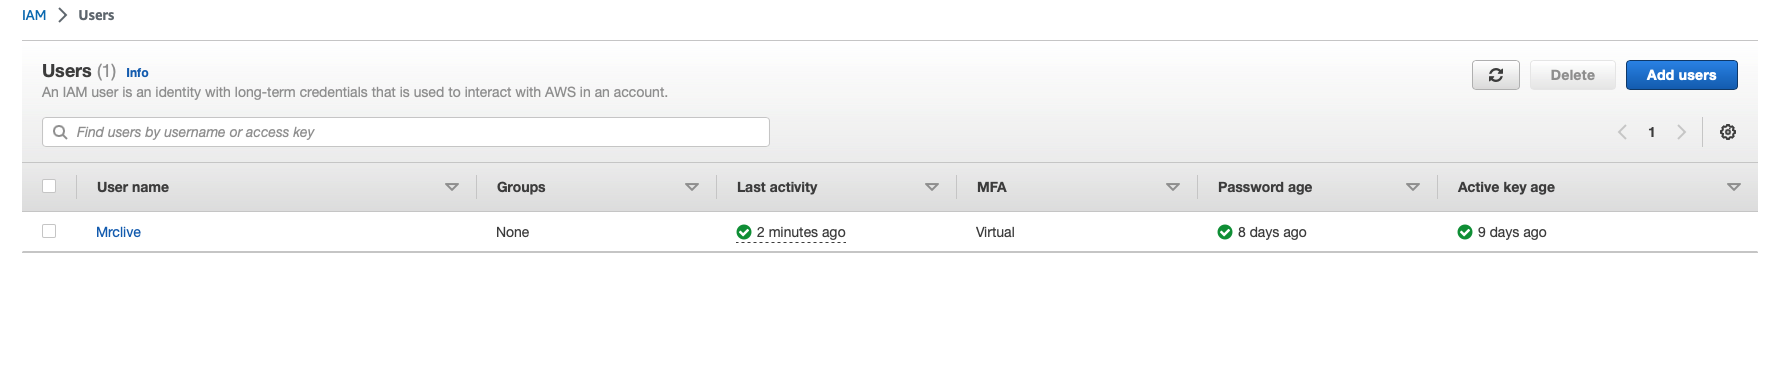 IAM > Users
Users (1) Info
An IAM user is an identity with long-term credentials that is used to interact with AWS in an account.
Delete
Add users
Find users by username or access key
1
User name Groups Last activity MFA Password age Active key age
Mrclive None 2 minutes ago Virtual 8 days ago 9 days ago